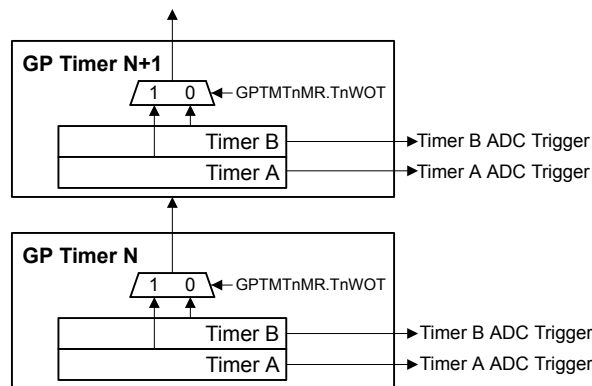 GP Timer N+1
1 0 GPTMTnMR.TnWOT
Timer B Timer B ADC Trigger
Timer A Timer A ADC Trigger
GP Timer N
1 0 GPTMTnMR.TnWOT
Timer B Timer B ADC Trigger
Timer A Timer A ADC Trigger